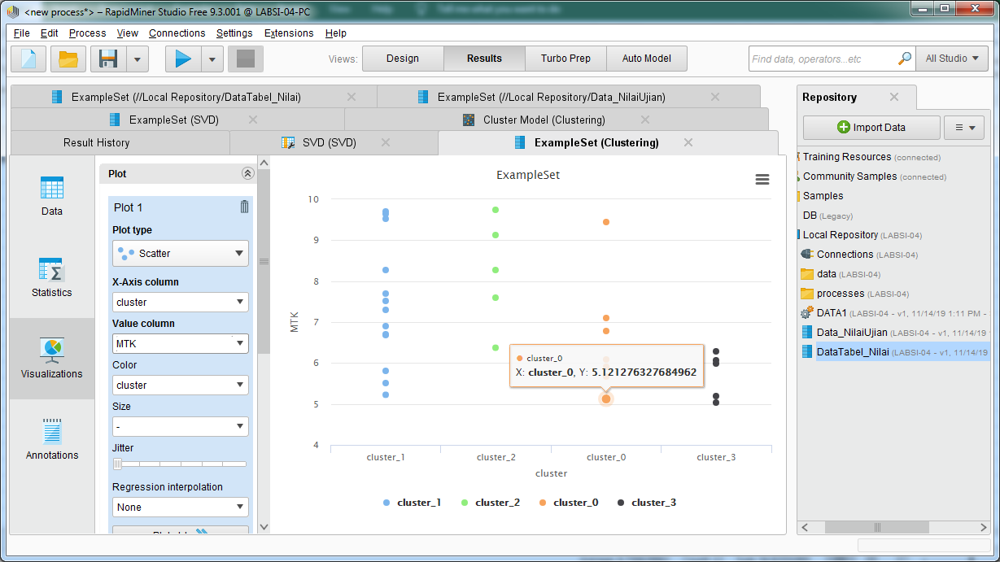 <new process*> – RapidMiner Studio Free 9.3.001 @ LABSI-04-PC
File Edit Process View Connections Settings Extensions Help
Views: Design Results Turbo Prep Auto Model
Find data, operators...etc
All Studio
ExampleSet (//Local Repository/DataTabel_Nilai)
ExampleSet (//Local Repository/Data_NilaiUjian)
ExampleSet (SVD)
Cluster Model (Clustering)
Result History
SVD (SVD)
ExampleSet (Clustering)
Data
Statistics
Visualizations
Annotations
Plot
Plot 1
Plot type
Scatter
X-Axis column
cluster
Value column
MTK
Color
cluster
Size
-
Jitter
Regression interpolation
None
ExampleSet
MTK
10
9
8
7
6
5
4
cluster_0
X: cluster_0, Y: 5.121276327684962
cluster_1 cluster_2 cluster_0 cluster_3
cluster
cluster_1 cluster_2 cluster_0 cluster_3
Repository
Import Data
Training Resources (connected)
Community Samples (connected)
Samples
DB (Legacy)
Local Repository (LABSI-04)
Connections (LABSI-04)
data (LABSI-04)
processes (LABSI-04)
DATA1 (LABSI-04 - v1, 11/14/19 1:11 PM -
Data_NilaiUjian (LABSI-04 - v1, 11/14/19
DataTabel_Nilai (LABSI-04 - v1, 11/14/19